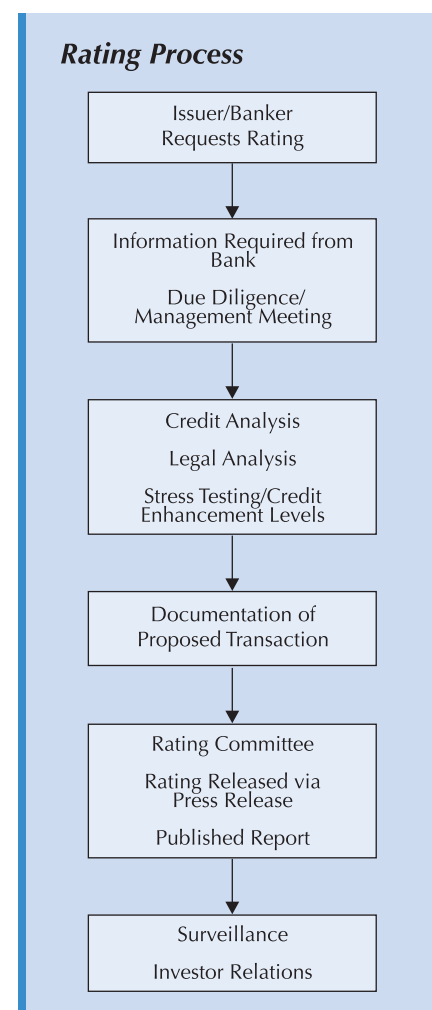 Rating Process
Issuer/Banker
Requests Rating
Information Required from
Bank
Due Diligence/
Management Meeting
Credit Analysis
Legal Analysis
Stress Testing/Credit
Enhancement Levels
Documentation of
Proposed Transaction
Rating Committee
Rating Released via
Press Release
Published Report
Surveillance
Investor Relations